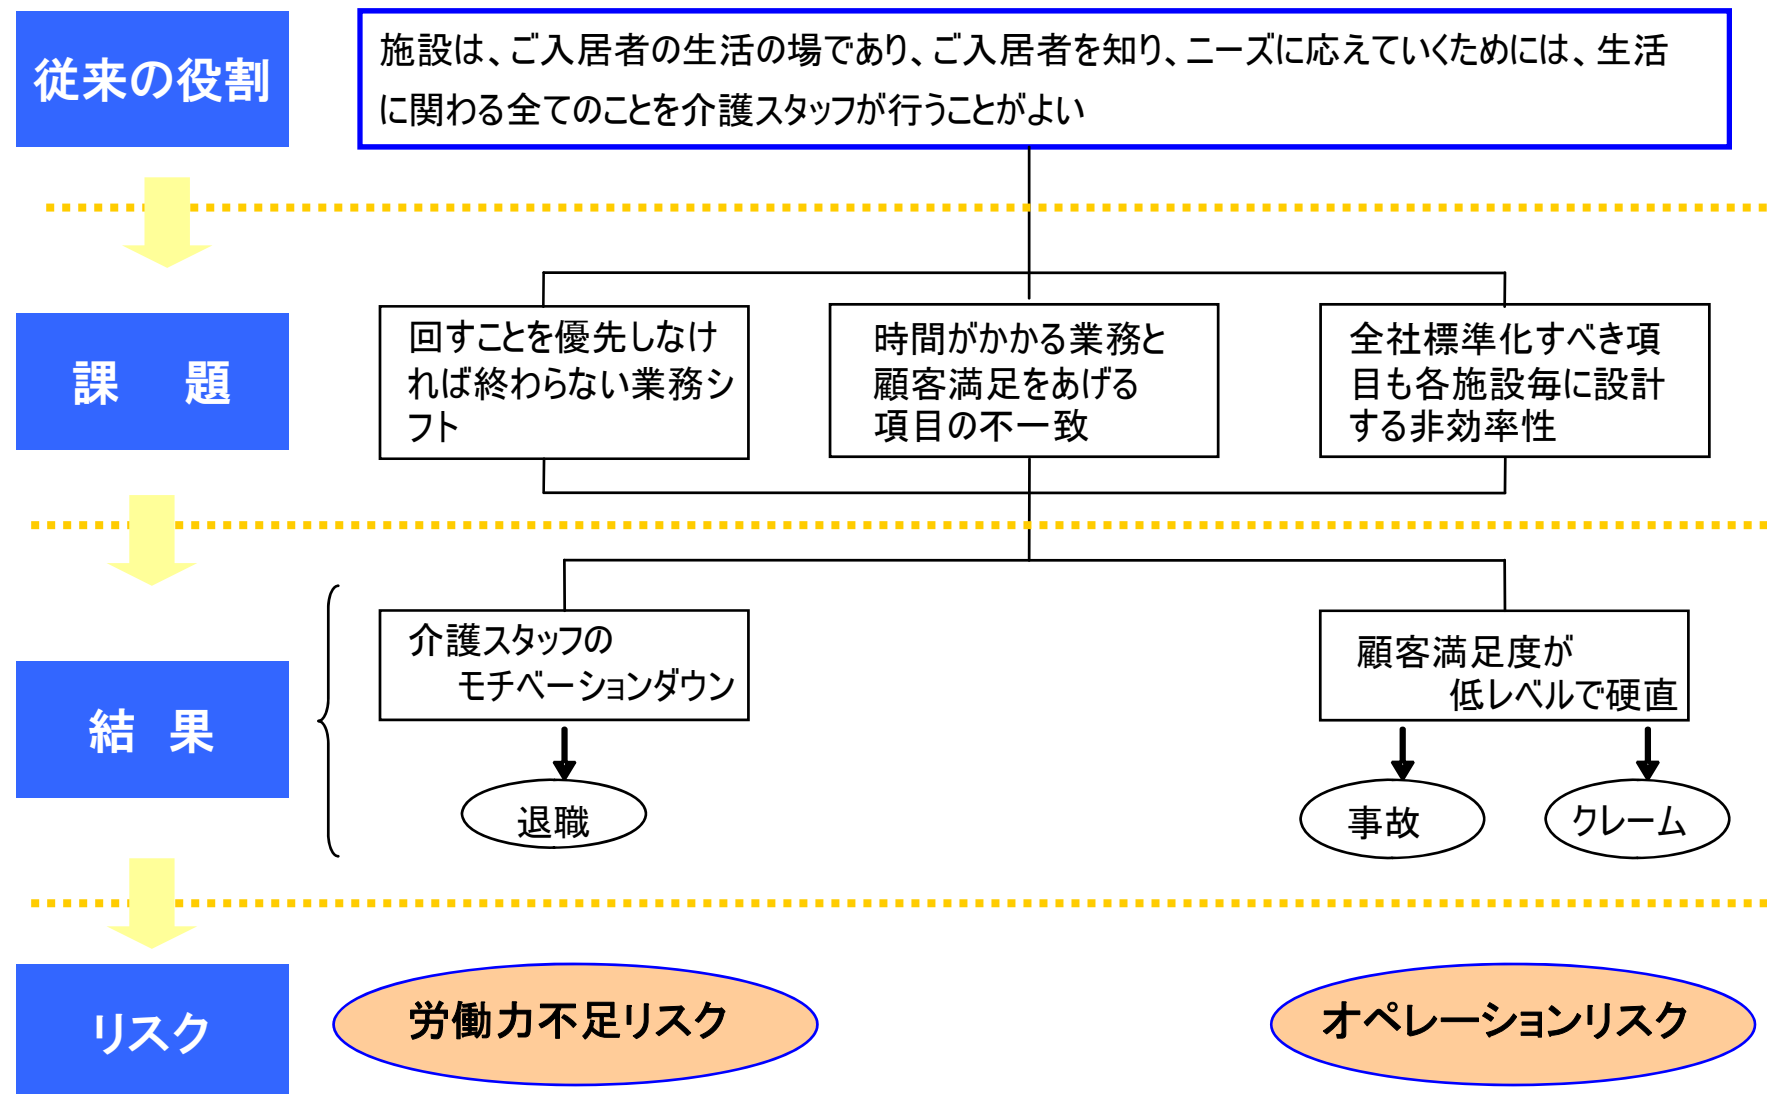 従来の役割
施設は、ご入居者の生活の場であり、ご入居者を知り、ニーズに応えていくためには、生活
に関わる全てのことを介護スタッフが行うことがよい
課　題
回すことを優先しなけ
れば終わらない業務シ
フト
時間がかかる業務と
顧客満足をあげる
項目の不一致
全社標準化すべき項
目も各施設毎に設計
する非効率性
結　果
介護スタッフの
モチベーションダウン
顧客満足度が
低レベルで硬直
退職
事故
クレーム
リスク
労働力不足リスク
オペレーションリスク